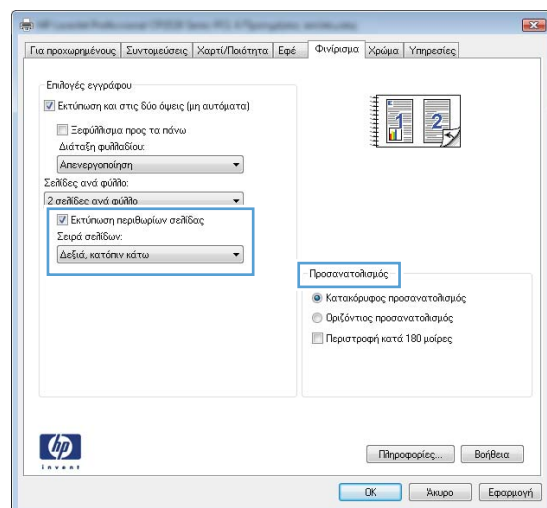 Για προχωρημένους Συντομεύσεις Χαρτί/Ποιότητα Εφέ Φινίρισμα Χρώμα Υπηρεσίες
Επιλογές εγγράφου
Εκτύπωση και στις δύο όψεις (μη αυτόματα)
Ξεφύλλισμα προς τα πάνω
Διάταξη φυλλαδίου:
Απενεργοποίηση
Σελίδες ανά φύλλο:
2 σελίδες ανά φύλλο
Εκτύπωση περιθωρίων σελίδας
Σειρά σελίδων:
Δεξιά, κατόπιν κάτω
1 2
Προσανατολισμός
Κατακόρυφος προσανατολισμός
Οριζόντιος προσανατολισμός
Περιστροφή κατά 180 μοίρες
hp
invent
Πληροφορίες... Βοήθεια
OK Άκυρο Εφαρμογή